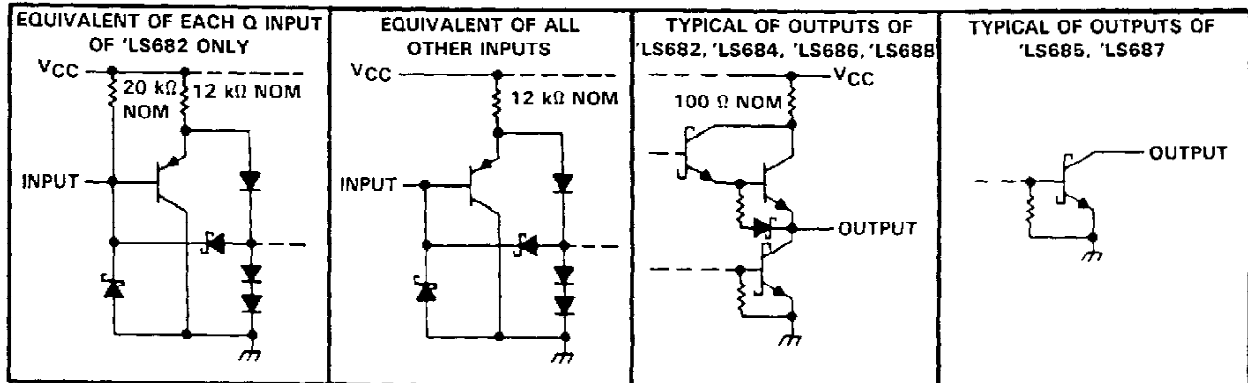 EQUIVALENT OF EACH Q INPUT
OF 'LS682 ONLY
VCC
20 kΩ
NOM
12 kΩ NOM
INPUT
EQUIVALENT OF ALL
OTHER INPUTS
VCC
12 kΩ NOM
INPUT
TYPICAL OF OUTPUTS OF
'LS682, 'LS684, 'LS686, 'LS688
VCC
100 Ω NOM
OUTPUT
TYPICAL OF OUTPUTS OF
'LS685, 'LS687
OUTPUT